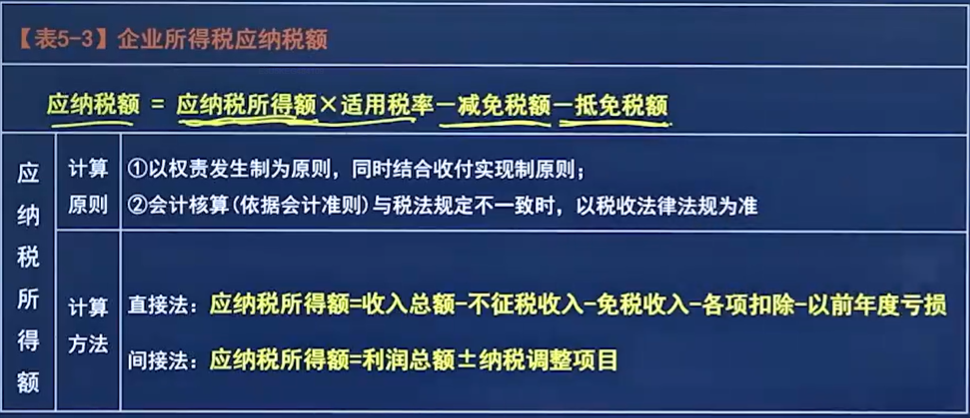 【表5-3】企业所得税应纳税额
应纳税额 = 应纳税所得额×适用税率－减免税额－抵免税额
应纳税所得额
计算原则
①以权责发生制为原则，同时结合收付实现制原则；
②会计核算(依据会计准则)与税法规定不一致时，以税收法律法规为准
计算方法
直接法：应纳税所得额=收入总额-不征税收入-免税收入-各项扣除-以前年度亏损
间接法：应纳税所得额=利润总额±纳税调整项目